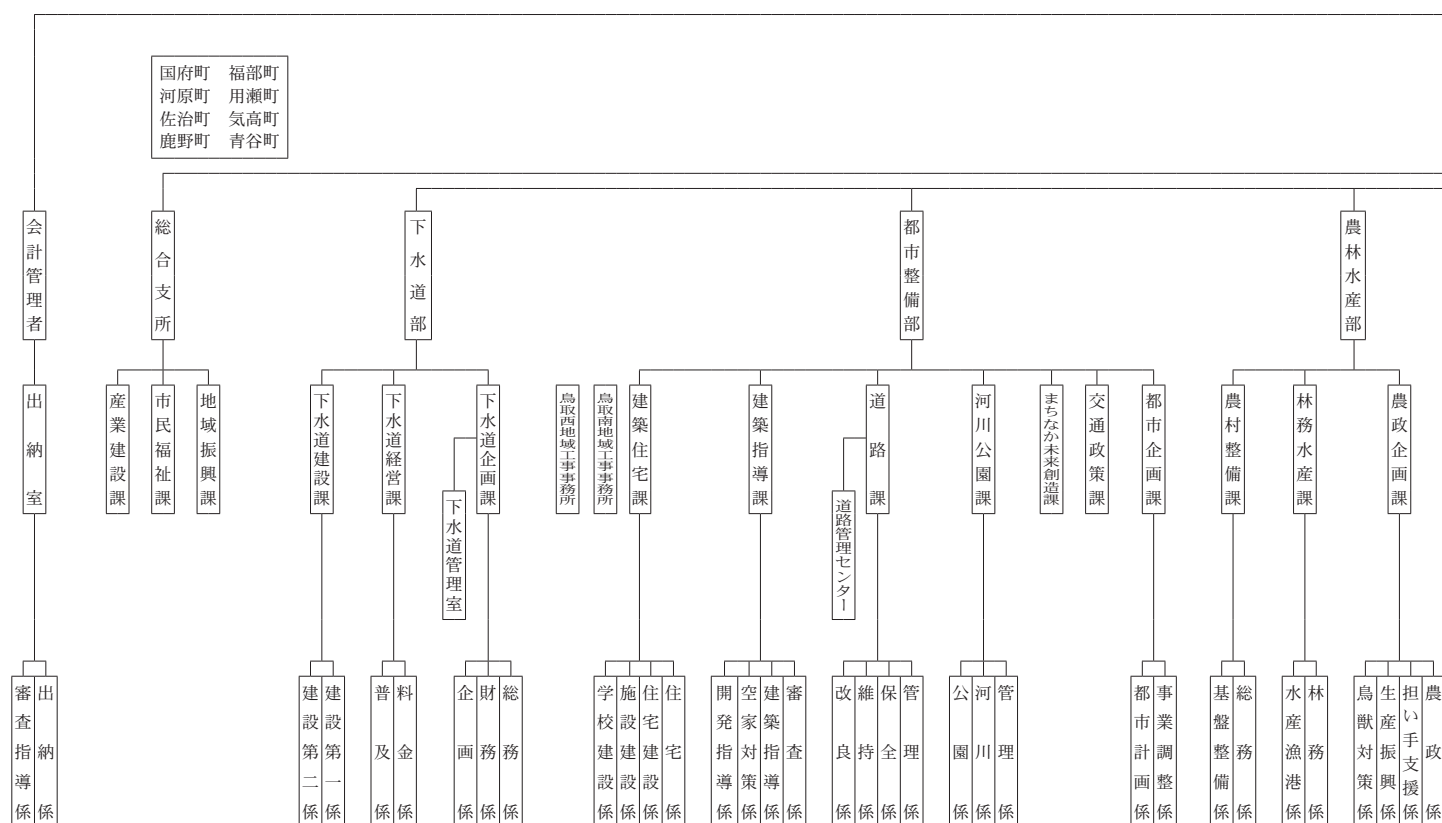 国府町　福部町
河原町　用瀬町
佐治町　気高町
鹿野町　青谷町
農林水産部
都市整備部
下水道部
総合支所
会計管理者
農政企画課
林務水産課
農村整備課
都市企画課
交通政策課
まちなか未来創造課
河川公園課
道路課
建築指導課
建築住宅課
鳥取南地域工事事務所
鳥取西地域工事事務所
下水道企画課
下水道経営課
下水道建設課
地域振興課
市民福祉課
産業建設課
出納室
道路管理センター
下水道管理室
農政係
担い手支援係
生産振興係
鳥獣対策係
林務係
水産漁港係
総務係
基盤整備係
事業調整係
都市計画係
管理係
河川係
公園係
管理係
保全係
維持係
改良係
審査係
建築指導係
空家対策係
開発指導係
住宅係
住宅建設係
施設建設係
学校建設係
総務係
財務係
企画係
料金係
普及係
建設第一係
建設第二係
出納係
審査指導係